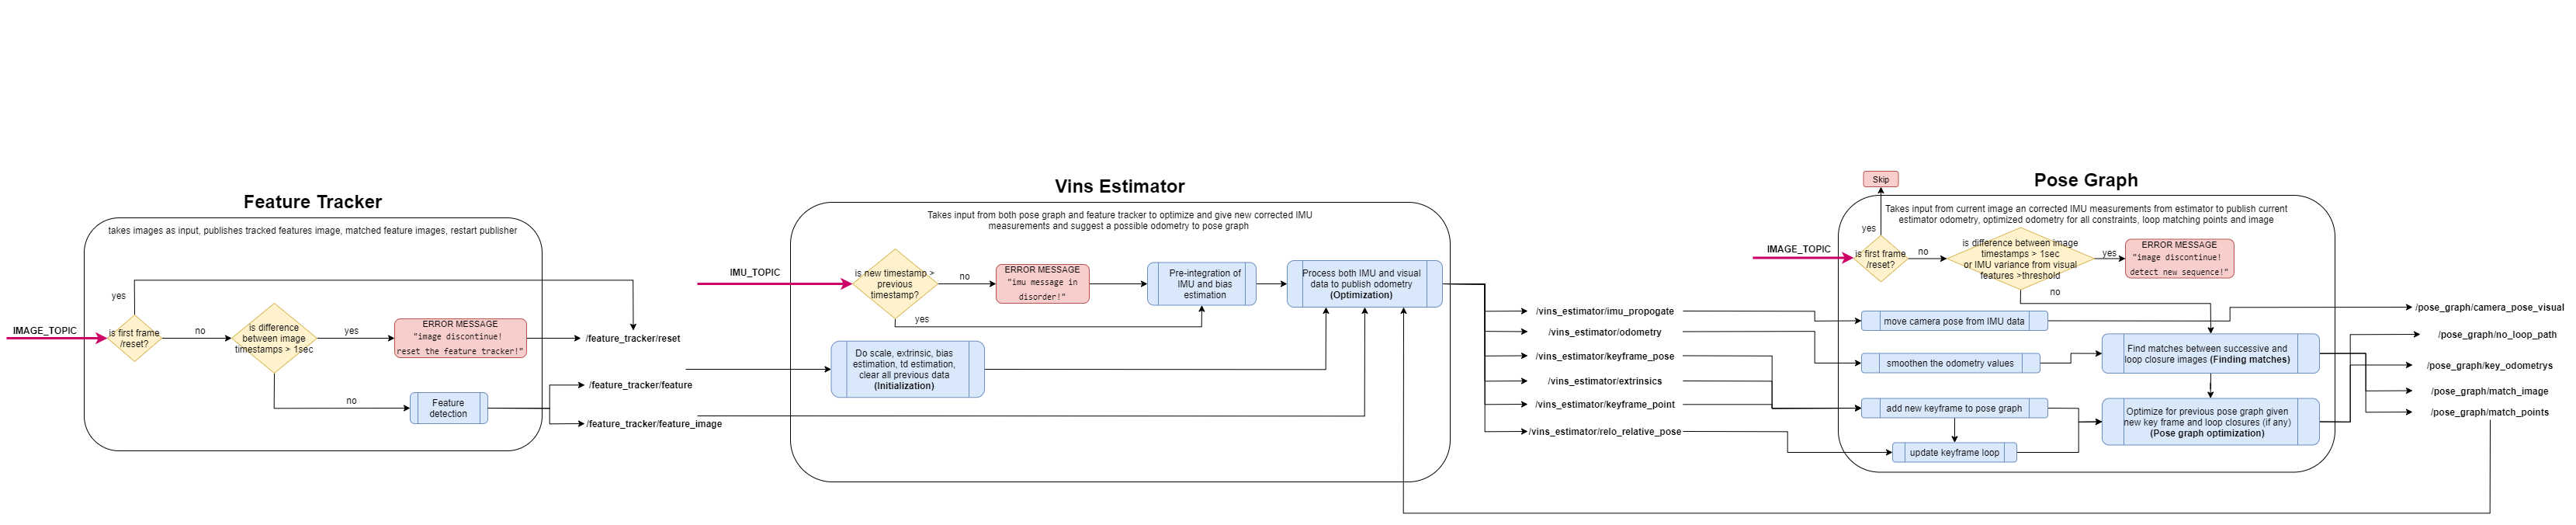 Feature Tracker
takes images as input, publishes tracked features image, matched feature images, restart publisher
yes
IMAGE_TOPIC
is first frame
/reset?
no
is difference
between image
timestamps > 1sec
yes
ERROR MESSAGE
"image discontinue!
reset the feature tracker!"
no
Feature
detection
/feature_tracker/reset
/feature_tracker/feature
/feature_tracker/feature_image
Vins Estimator
Takes input from both pose graph and feature tracker to optimize and give new corrected IMU
measurements and suggest a possible odometry to pose graph
IMU_TOPIC
is new timestamp >
previous
timestamp?
no
yes
ERROR MESSAGE
"imu message in
disorder!"
Pre-integration of
IMU and bias
estimation
Process both IMU and visual
data to publish odometry
(Optimization)
Do scale, extrinsic, bias
estimation, td estimation,
clear all previous data
(Initialization)
/vins_estimator/imu_propogate
/vins_estimator/odometry
/vins_estimator/keyframe_pose
/vins_estimator/extrinsics
/vins_estimator/keyframe_point
/vins_estimator/relo_relative_pose
Pose Graph
Skip
Takes input from current image an corrected IMU measurements from estimator to publish current
estimator odometry, optimized odometry for all constraints, loop matching points and image
yes
IMAGE_TOPIC
is first frame
/reset?
no
is difference between image
timestamps > 1sec
or IMU variance from visual
features >threshold
yes
ERROR MESSAGE
"image discontinue!
detect new sequence!"
no
move camera pose from IMU data
smoothen the odometry values
add new keyframe to pose graph
update keyframe loop
Find matches between successive and
loop closure images (Finding matches)
Optimize for previous pose graph given
new key frame and loop closures (if any)
(Pose graph optimization)
/pose_graph/camera_pose_visual
/pose_graph/no_loop_path
/pose_graph/key_odometrys
/pose_graph/match_image
/pose_graph/match_points